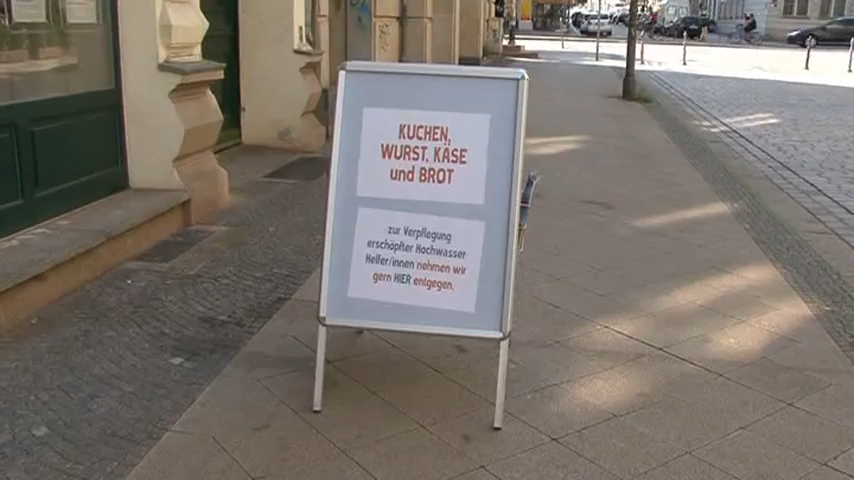 KUCHEN,
WURST, KÄSE
und BROT
zur Verpflegung
erschöpfter Hochwasser
Helfer/innen nehmen wir
gern HIER entgegen.